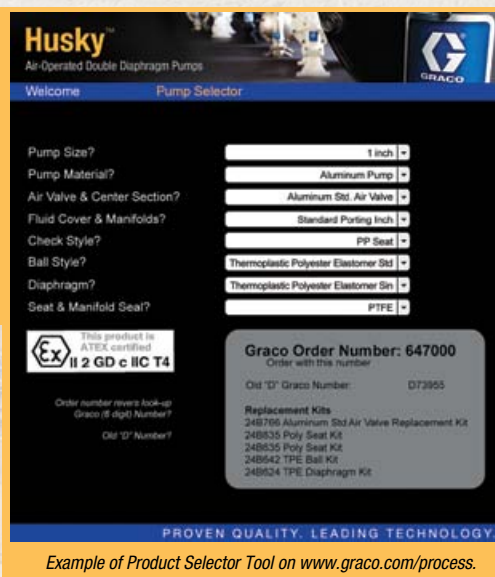 Husky™
Air-Operated Double Diaphragm Pumps
GRACO
Welcome Pump Selector
Pump Size? 1 inch
Pump Material? Aluminum Pump
Air Valve & Center Section? Aluminum Std. Air Valve
Fluid Cover & Manifolds? Standard Porting Inch
Check Style? PP Seat
Ball Style? Thermoplastic Polyester Elastomer Std
Diaphragm? Thermoplastic Polyester Elastomer Sin
Seat & Manifold Seal? PTFE
This product is
ATEX certified
Ex II 2 GD c IIC T4
Order number revers look-up
Graco (6 digit) Number?
Old "D" Number?
Graco Order Number: 647000
Order with this number
Old "D" Graco Number: D73955
Replacement Kits
24B766 Aluminum Std Air Valve Replacement Kit
24B635 Poly Seat Kit
24B635 Poly Seat Kit
24B642 TPE Ball Kit
24B624 TPE Diaphragm Kit
PROVEN QUALITY. LEADING TECHNOLOGY.
Example of Product Selector Tool on www.graco.com/process.